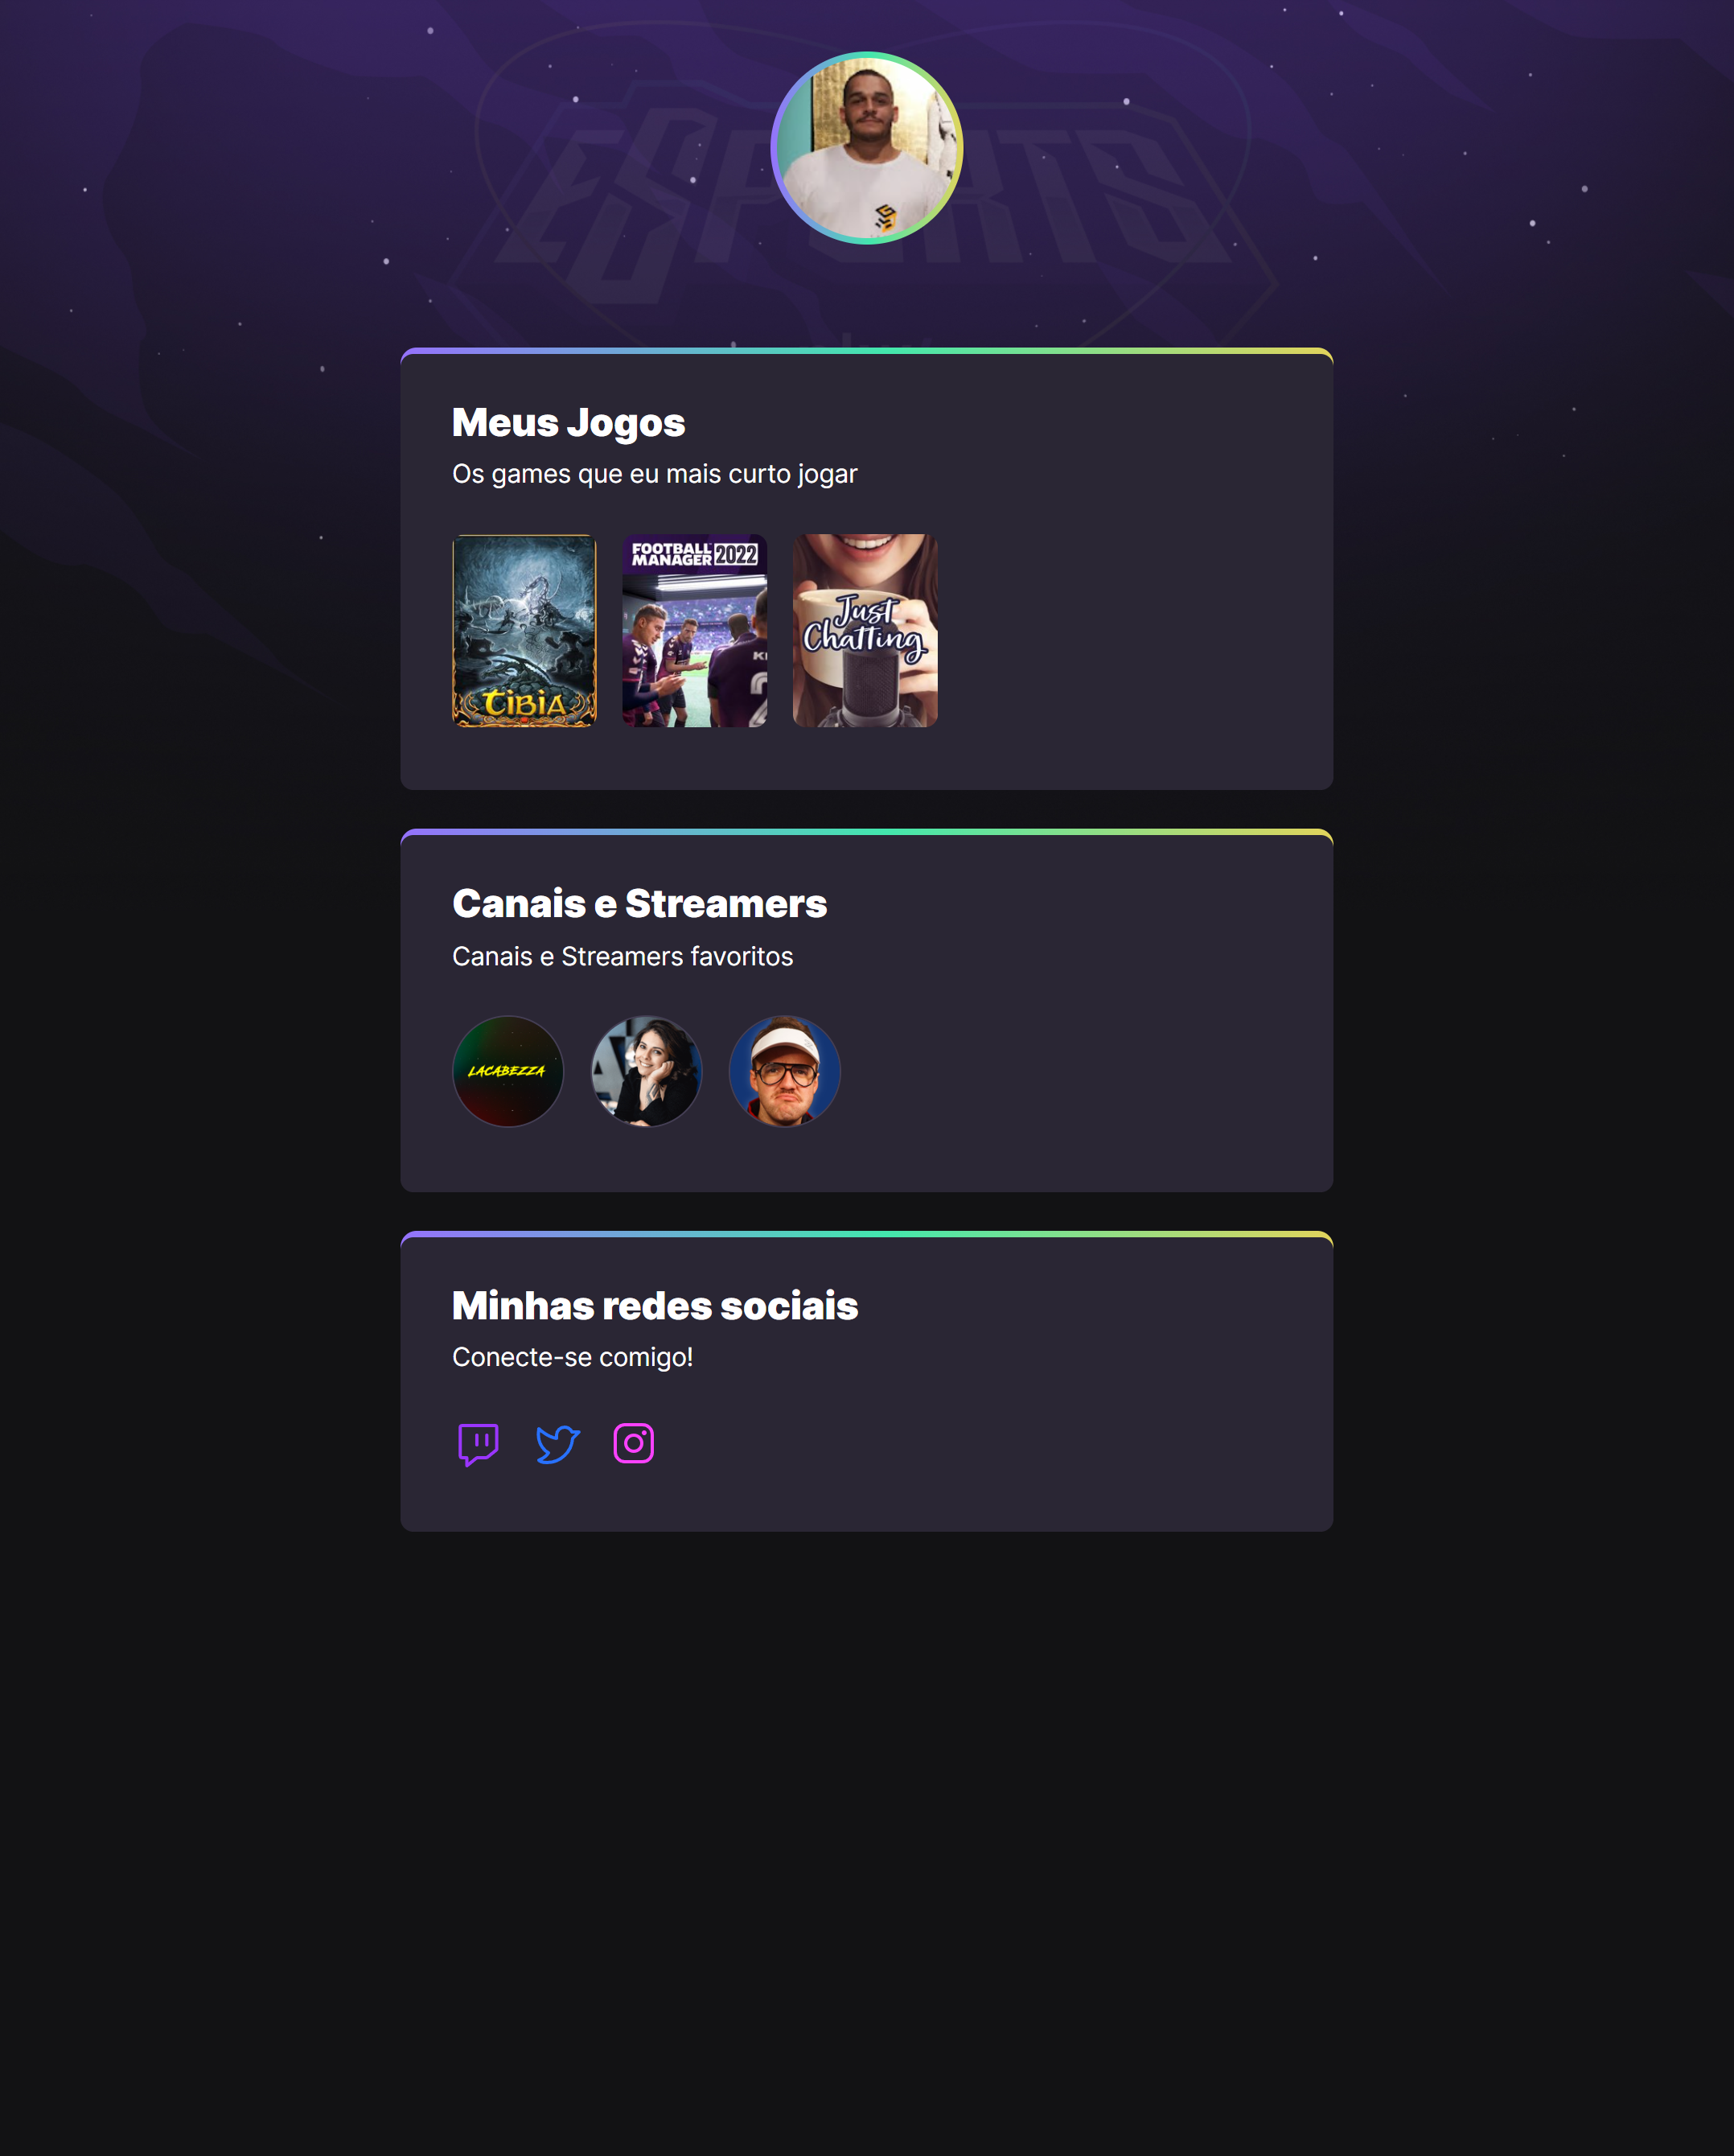 ESPORTS
Meus Jogos
Os games que eu mais curto jogar
TIBIA
FOOTBALL
MANAGER 2022
Just
Chatting
Canais e Streamers
Canais e Streamers favoritos
LACABEZZA
Minhas redes sociais
Conecte-se comigo!